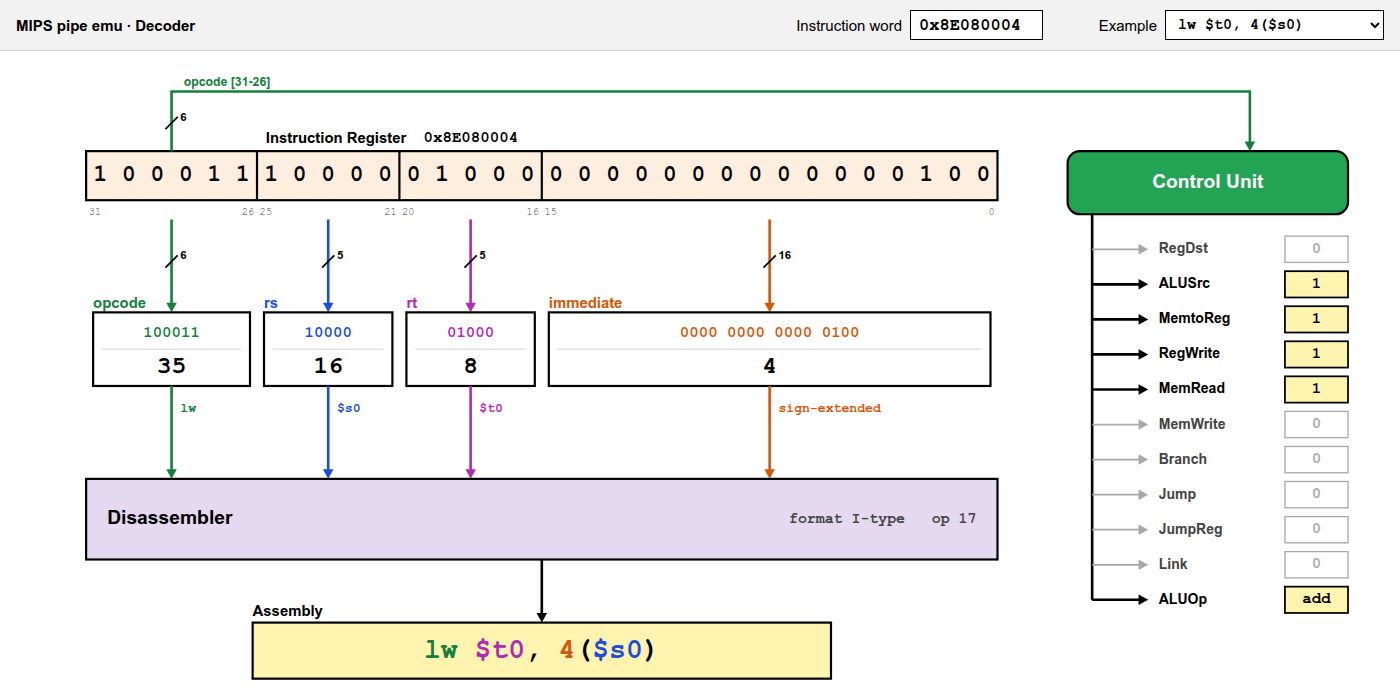 MIPS pipe emu · Decoder
Instruction word 0x8E080004
Example lw $t0, 4($s0)
opcode [31-26]
6
Instruction Register 0x8E080004
1 0 0 0 1 1 1 0 0 0 0 0 1 0 0 0 0 0 0 0 0 0 0 0 0 0 0 0 0 1 0 0
31 26 25 21 20 16 15 0
6 5 5 16
opcode rs rt immediate
100011 10000 01000 0000 0000 0000 0100
35 16 8 4
lw $s0 $t0 sign-extended
Disassembler format I-type op 17
Assembly
lw $t0, 4($s0)
Control Unit
RegDst 0
ALUSrc 1
MemtoReg 1
RegWrite 1
MemRead 1
MemWrite 0
Branch 0
Jump 0
JumpReg 0
Link 0
ALUOp add